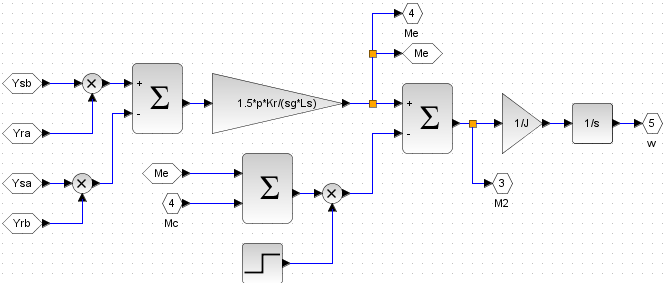 4
Me
Me
Ysb
+
-
Σ
1.5*p*Kr/(sg*Ls)
Yra
+
-
Σ
1/J
1/s
5
w
Ysa
Me
Σ
3
M2
Yrb
4
Mc